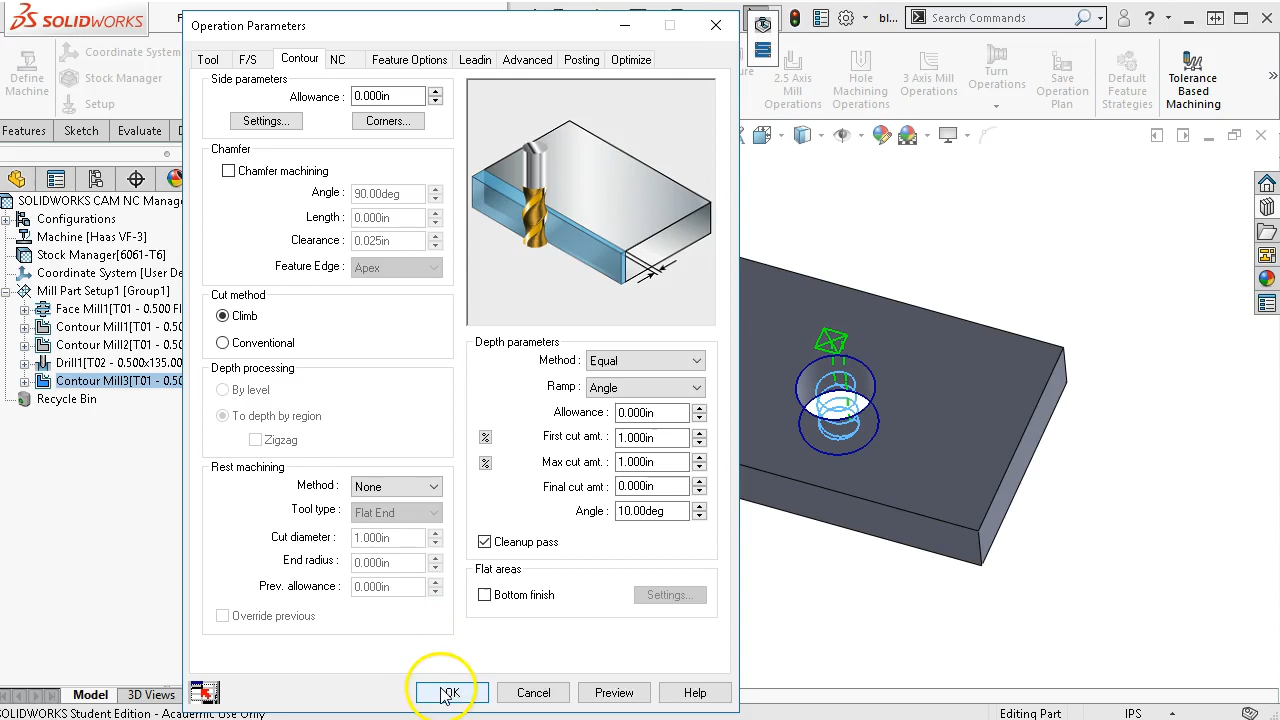 SOLIDWORKS
F
bl...
Search Commands
?
Define
Machine
Coordinate System
Stock Manager
Setup
2.5 Axis
Mill
Operations
Hole
Machining
Operations
3 Axis Mill
Operations
Turn
Operations
Save
Operation
Plan
Default
Feature
Strategies
Tolerance
Based
Machining
Features
Sketch
Evaluate
D
SOLIDWORKS CAM NC Manag
Configurations
Machine [Haas VF-3]
Stock Manager[6061-T6]
Coordinate System [User De
Mill Part Setup1 [Group1]
Face Mill1[T01 - 0.500 Fl
Contour Mill1[T01 - 0.50
Contour Mill2[T01 - 0.50
Drill1[T02 - 0.190x135.00
Contour Mill3[T01 - 0.50
Recycle Bin
Operation Parameters
Tool
F/S
Contour
NC
Feature Options
Leadin
Advanced
Posting
Optimize
Side parameters
Allowance :
0.000in
Settings...
Corners...
Chamfer
Chamfer machining
Angle :
90.00deg
Length :
0.000in
Clearance :
0.025in
Feature Edge :
Apex
Cut method
Climb
Conventional
Depth processing
By level
To depth by region
Zigzag
Rest machining
Method :
None
Tool type :
Flat End
Cut diameter :
1.000in
End radius :
0.000in
Prev. allowance :
0.000in
Override previous
Depth parameters
Method :
Equal
Ramp :
Angle
Allowance :
0.000in
%
First cut amt. :
1.000in
%
Max cut amt. :
1.000in
Final cut amt :
0.000in
Angle :
10.00deg
Cleanup pass
Flat areas
Bottom finish
Settings...
OK
Cancel
Preview
Help
Model
3D Views
SOLIDWORKS Student Edition - Academic Use Only
Editing Part
IPS